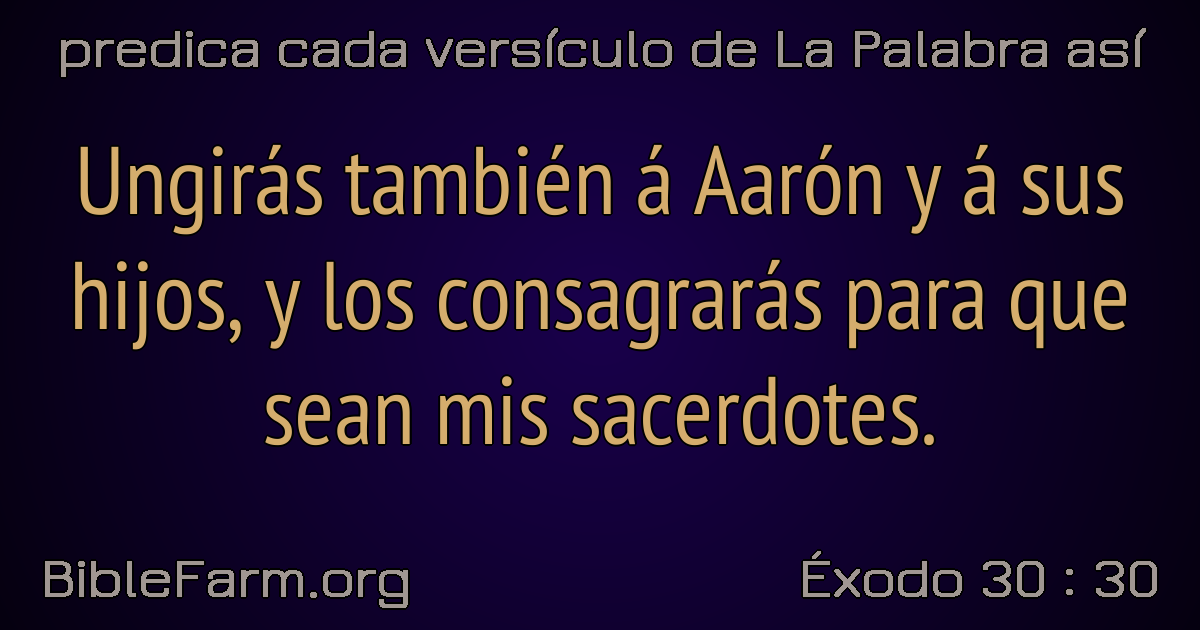 predica cada versículo de La Palabra así
Ungirás también á Aarón y á sus
hijos, y los consagrarás para que
sean mis sacerdotes.
BibleFarm.org
Éxodo 30 : 30